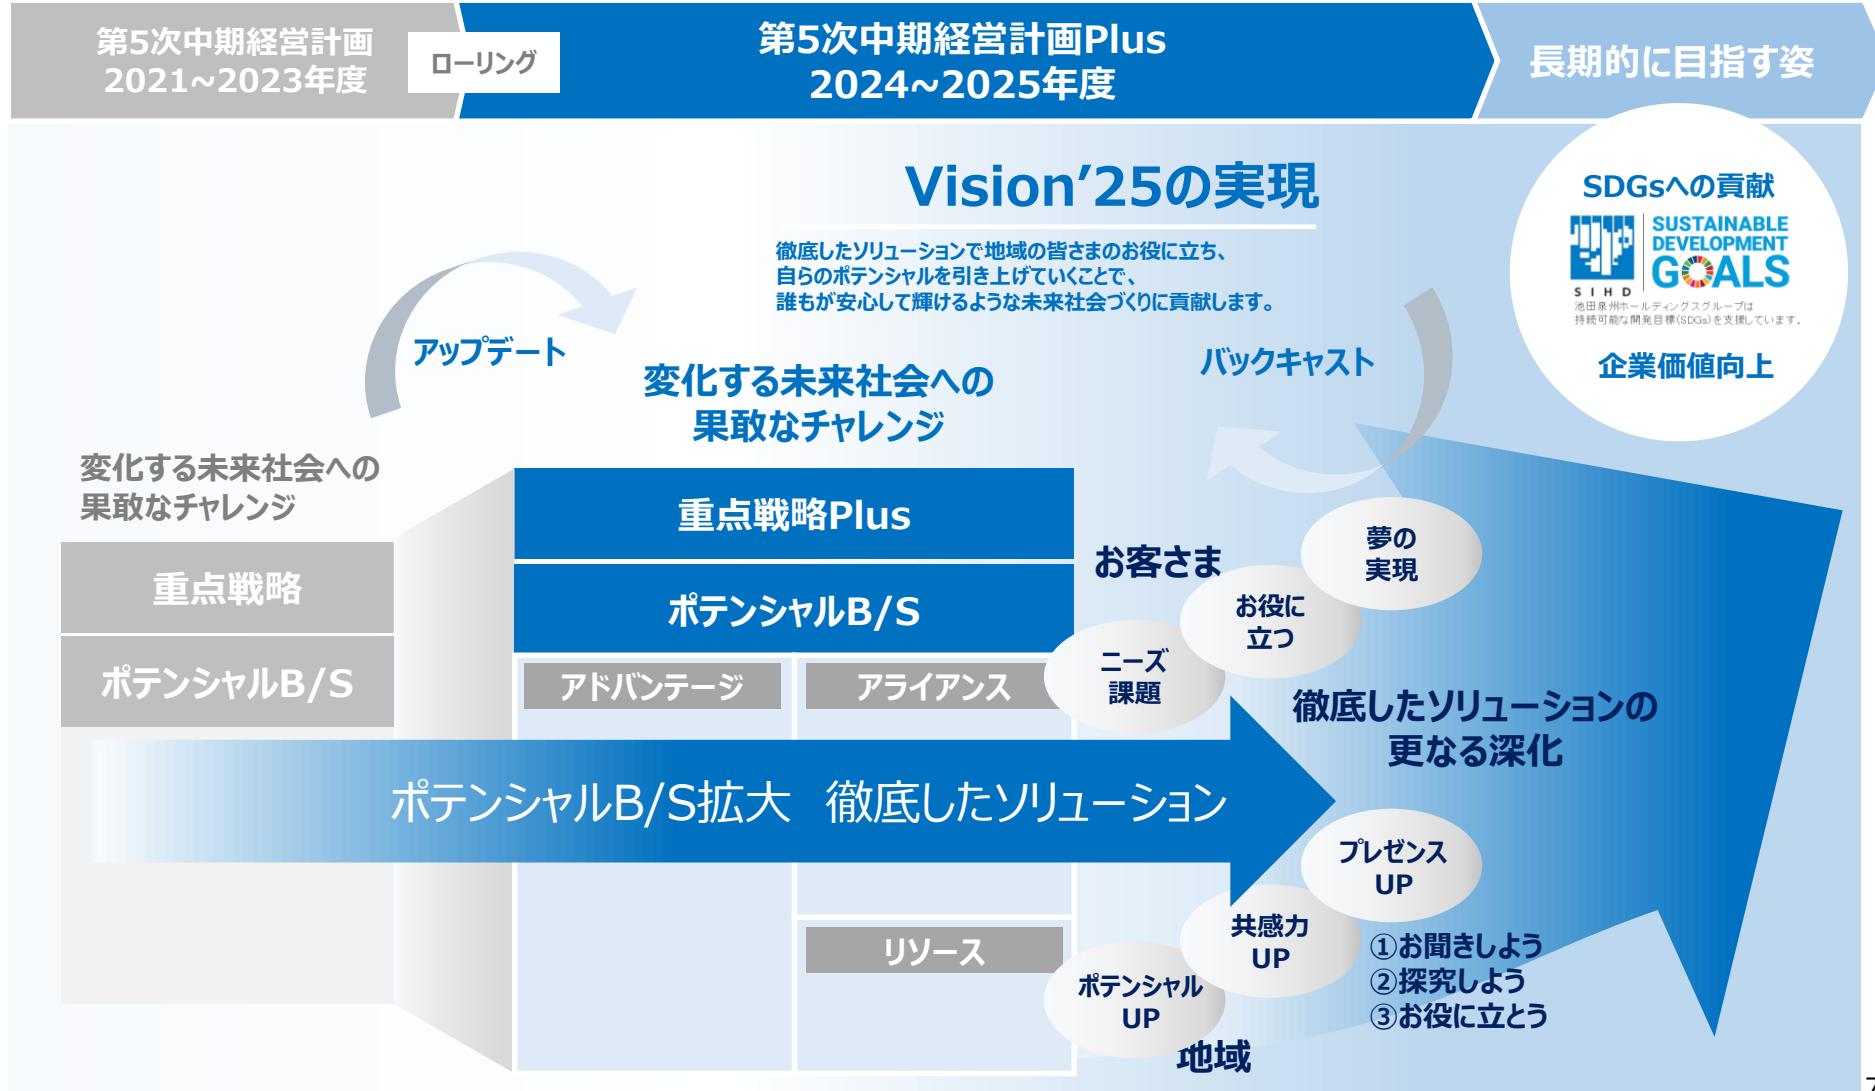 第5次中期経営計画
2021~2023年度
ローリング
第5次中期経営計画Plus
2024~2025年度
長期的に目指す姿
Vision’25の実現
徹底したソリューションで地域の皆さまのお役に立ち、
自らのポテンシャルを引き上げていくことで、
誰もが安心して輝けるような未来社会づくりに貢献します。
SDGsへの貢献
SIHD
SUSTAINABLE
DEVELOPMENT
GOALS
池田泉州ホールディングスグループは
持続可能な開発目標(SDGs)を支援しています。
企業価値向上
アップデート
バックキャスト
変化する未来社会への
果敢なチャレンジ
変化する未来社会への
果敢なチャレンジ
重点戦略
ポテンシャルB/S
重点戦略Plus
ポテンシャルB/S
アドバンテージ
アライアンス
リソース
お客さま
ニーズ
課題
お役に
立つ
夢の
実現
徹底したソリューションの
更なる深化
ポテンシャルB/S拡大　徹底したソリューション
プレゼンス
UP
共感力
UP
ポテンシャル
UP
地域
①お聞きしよう
②探究しよう
③お役に立とう